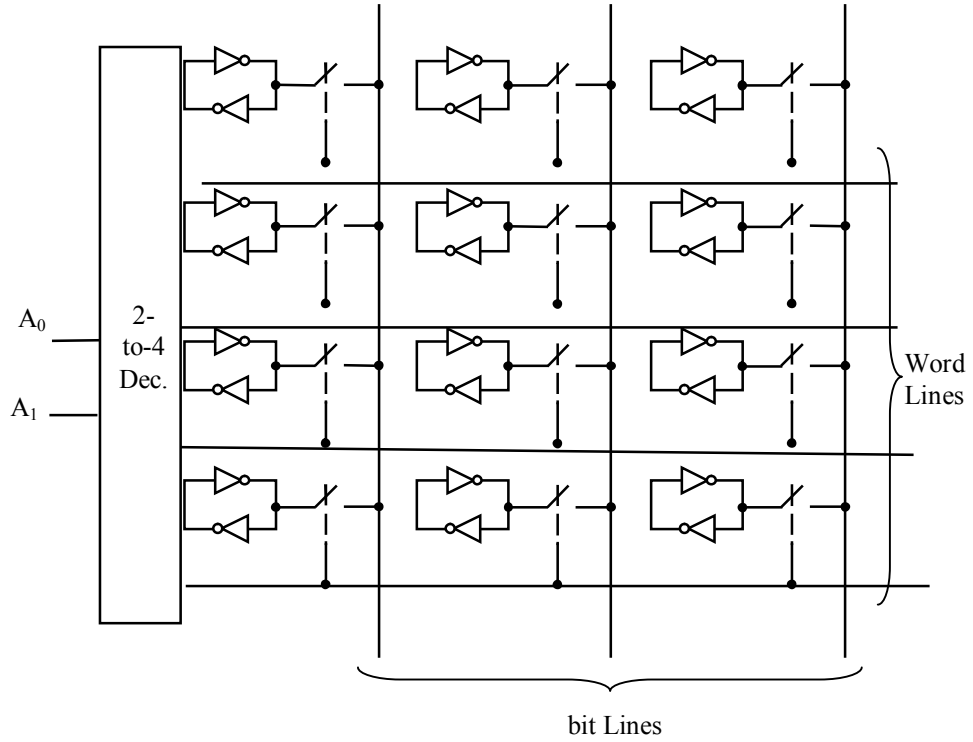 A₀
A₁
2-
to-4
Dec.
Word
Lines
bit Lines